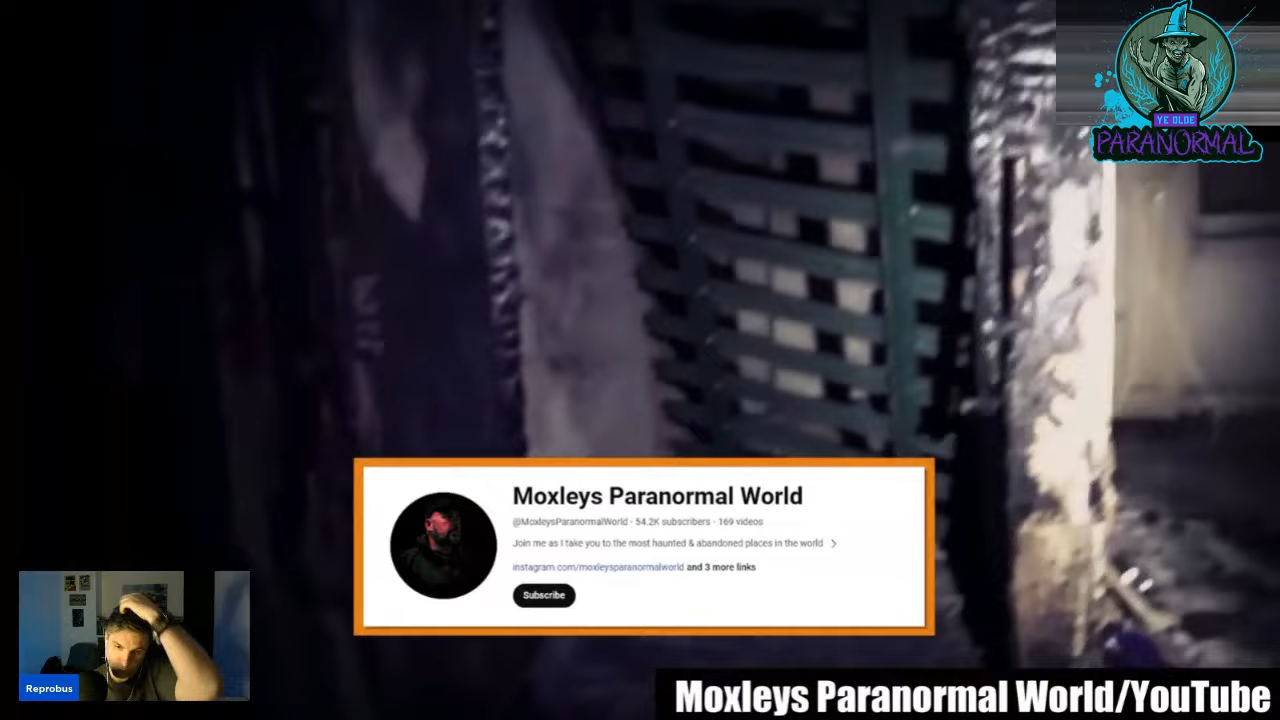 YE OLDE
PARANORMAL
Moxleys Paranormal World
@MoxleysParanormalWorld · 54.2K subscribers · 169 videos
Join me as I take you to the most haunted & abandoned places in the world
instagram.com/moxleysparanormalworld and 3 more links
Subscribe
Reprobus
Moxleys Paranormal World/YouTube